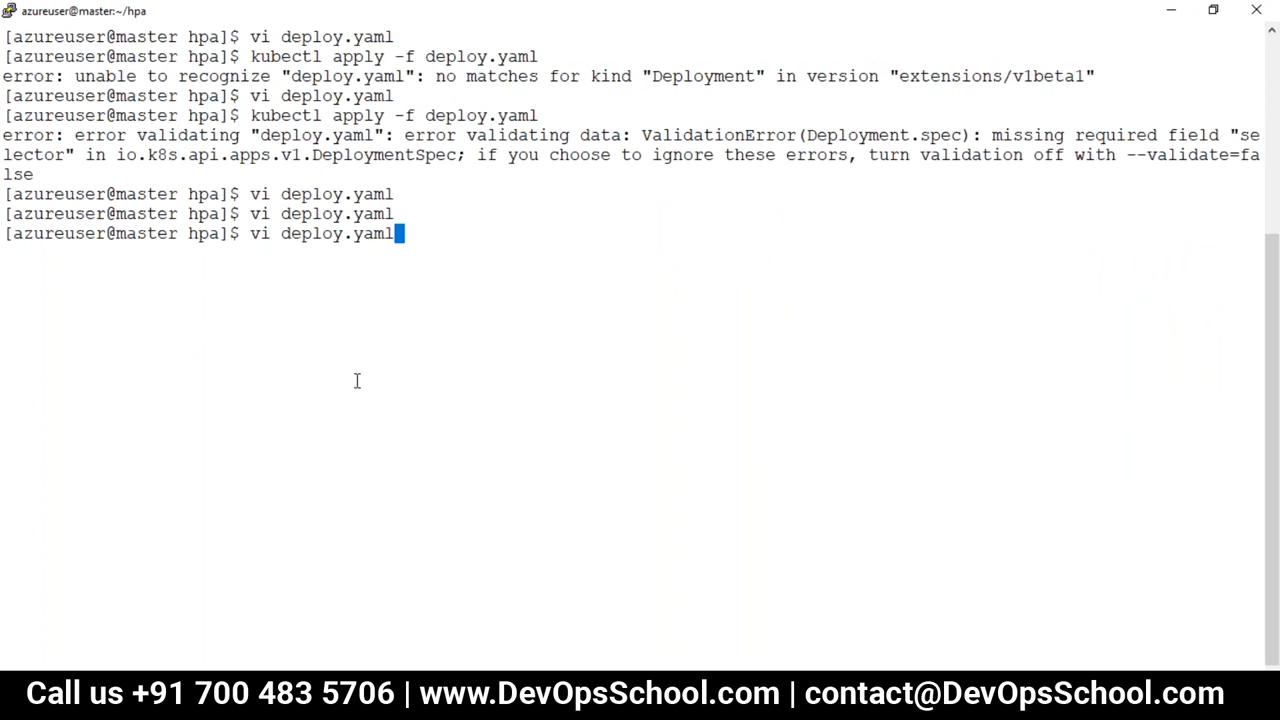 azureuser@master:~/hpa
[azureuser@master hpa]$ vi deploy.yaml
[azureuser@master hpa]$ kubectl apply -f deploy.yaml
error: unable to recognize "deploy.yaml": no matches for kind "Deployment" in version "extensions/v1beta1"
[azureuser@master hpa]$ vi deploy.yaml
[azureuser@master hpa]$ kubectl apply -f deploy.yaml
error: error validating "deploy.yaml": error validating data: ValidationError(Deployment.spec): missing required field "se
lector" in io.k8s.api.apps.v1.DeploymentSpec; if you choose to ignore these errors, turn validation off with --validate=fa
lse
[azureuser@master hpa]$ vi deploy.yaml
[azureuser@master hpa]$ vi deploy.yaml
[azureuser@master hpa]$ vi deploy.yaml
Call us +91 700 483 5706 | www.DevOpsSchool.com | contact@DevOpsSchool.com